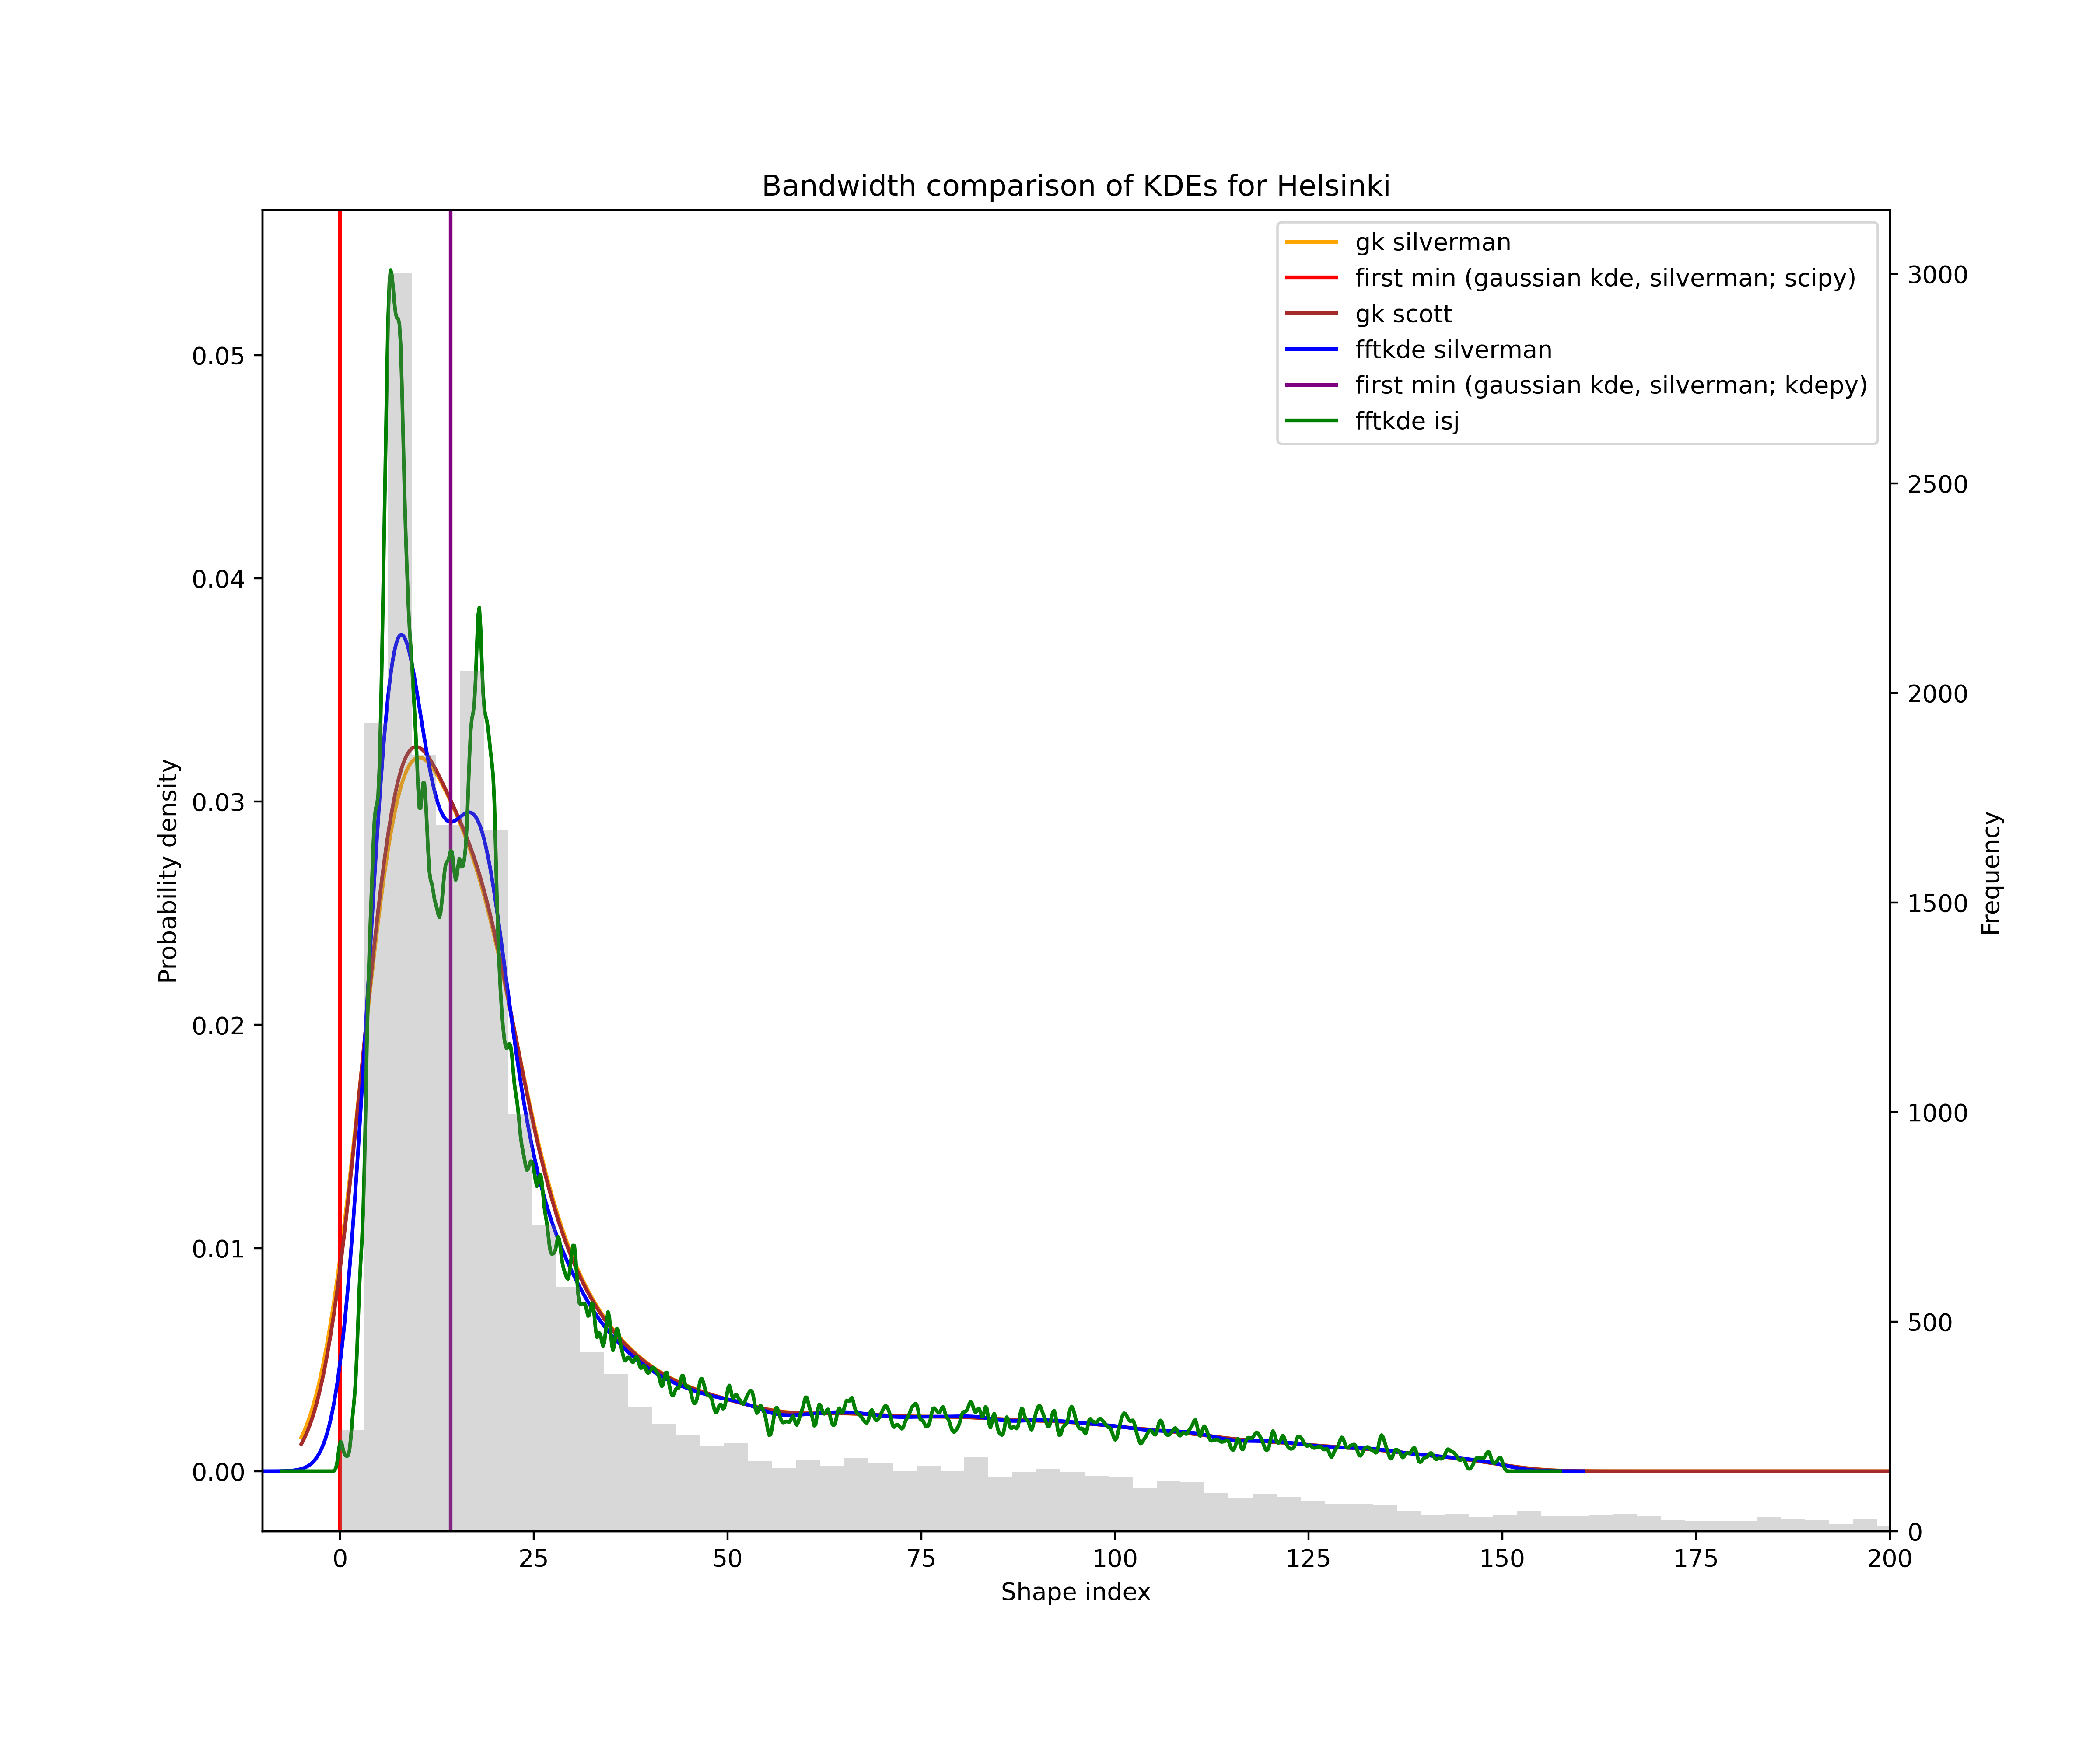 Bandwidth comparison of KDEs for Helsinki
gk silverman
first min (gaussian kde, silverman; scipy)
gk scott
fftkde silverman
first min (gaussian kde, silverman; kdepy)
fftkde isj
0.05
0.04
0.03
0.02
0.01
0.00
Probability density
3000
2500
2000
1500
1000
500
0
Frequency
0 25 50 75 100 125 150 175 200
Shape index